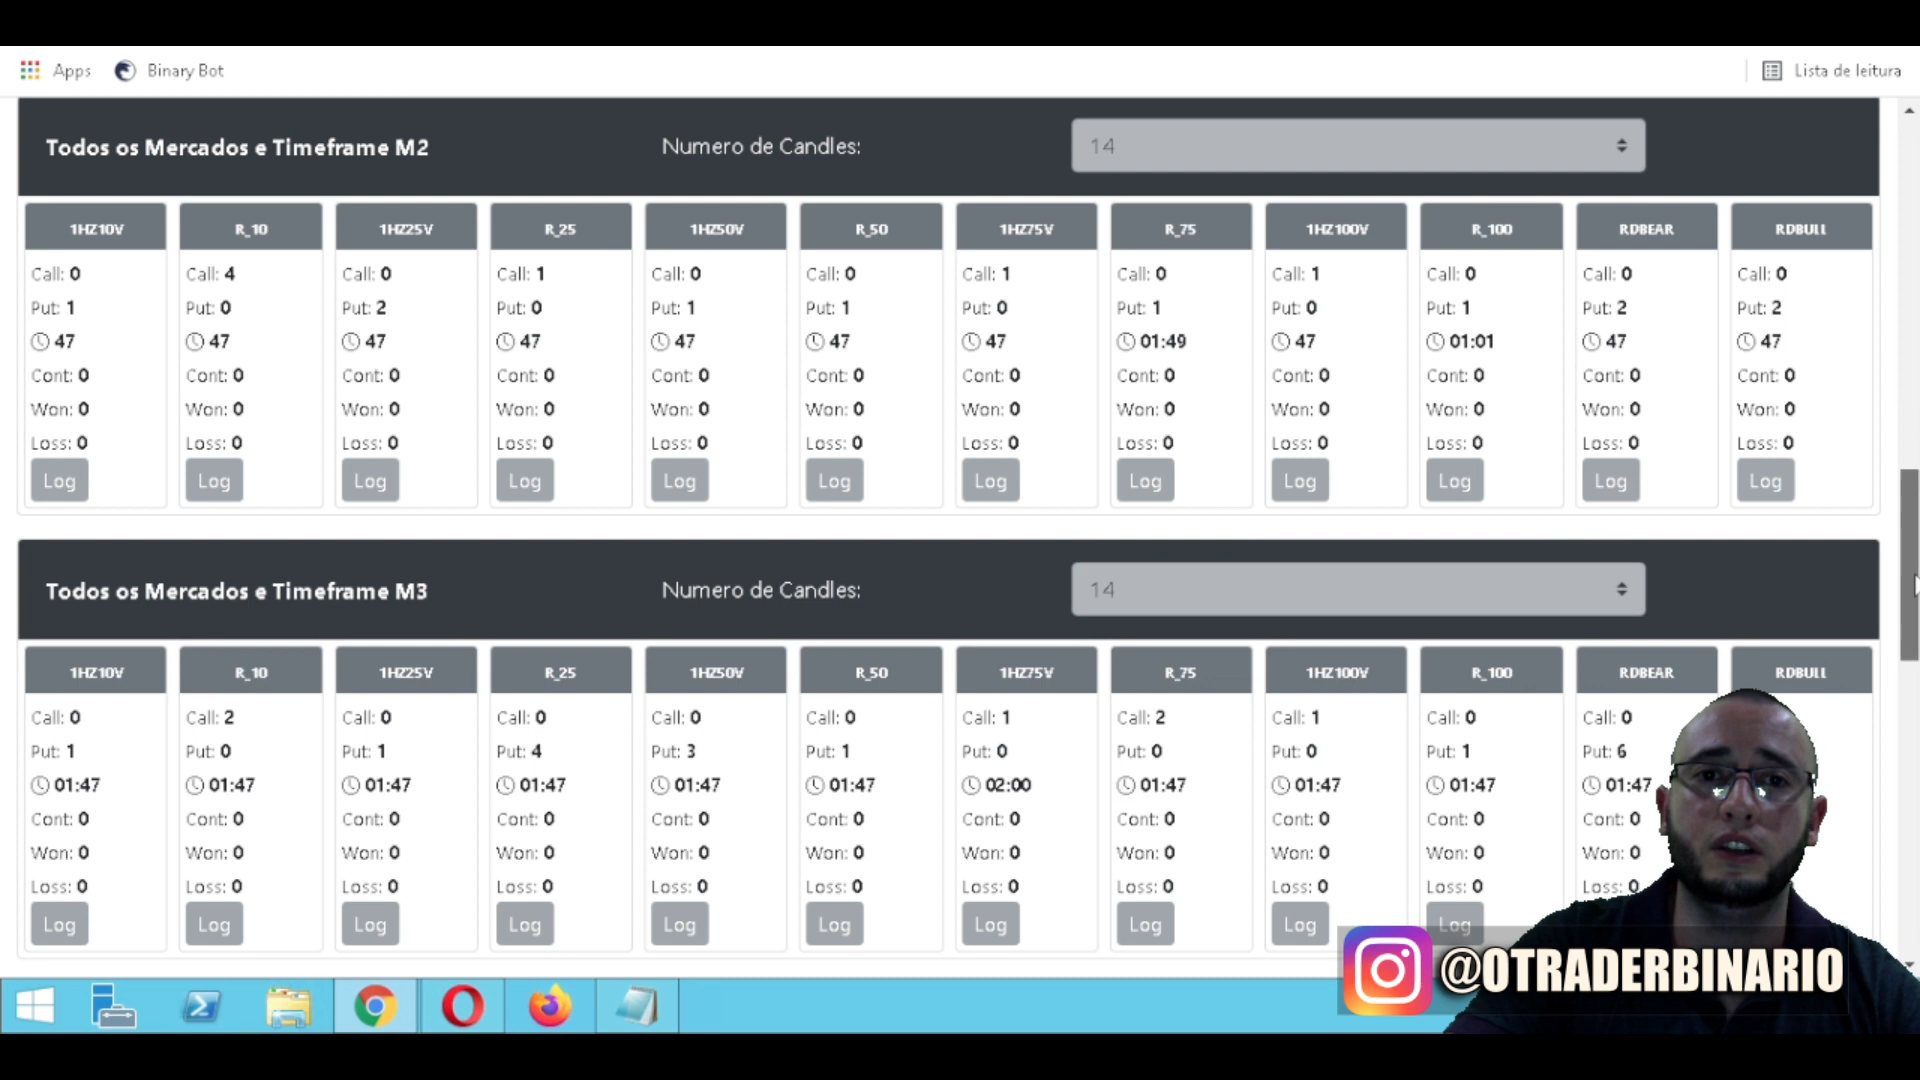 Apps Binary Bot Lista de leitura
Todos os Mercados e Timeframe M2 Numero de Candles: 14
1HZ10V R_10 1HZ25V R_25 1HZ50V R_50 1HZ75V R_75 1HZ100V R_100 RDBEAR RDBULL
Call: 0 Call: 4 Call: 0 Call: 1 Call: 0 Call: 0 Call: 1 Call: 0 Call: 1 Call: 0 Call: 0 Call: 0
Put: 1 Put: 0 Put: 2 Put: 0 Put: 1 Put: 1 Put: 0 Put: 1 Put: 0 Put: 1 Put: 2 Put: 2
47 47 47 47 47 47 47 01:49 47 01:01 47 47
Cont: 0 Cont: 0 Cont: 0 Cont: 0 Cont: 0 Cont: 0 Cont: 0 Cont: 0 Cont: 0 Cont: 0 Cont: 0 Cont: 0
Won: 0 Won: 0 Won: 0 Won: 0 Won: 0 Won: 0 Won: 0 Won: 0 Won: 0 Won: 0 Won: 0 Won: 0
Loss: 0 Loss: 0 Loss: 0 Loss: 0 Loss: 0 Loss: 0 Loss: 0 Loss: 0 Loss: 0 Loss: 0 Loss: 0 Loss: 0
Log Log Log Log Log Log Log Log Log Log Log Log
Todos os Mercados e Timeframe M3 Numero de Candles: 14
1HZ10V R_10 1HZ25V R_25 1HZ50V R_50 1HZ75V R_75 1HZ100V R_100 RDBEAR RDBULL
Call: 0 Call: 2 Call: 0 Call: 0 Call: 0 Call: 0 Call: 1 Call: 2 Call: 1 Call: 0 Call: 0
Put: 1 Put: 0 Put: 1 Put: 4 Put: 3 Put: 1 Put: 0 Put: 0 Put: 0 Put: 1 Put: 6
01:47 01:47 01:47 01:47 01:47 01:47 02:00 01:47 01:47 01:47 01:47
Cont: 0 Cont: 0 Cont: 0 Cont: 0 Cont: 0 Cont: 0 Cont: 0 Cont: 0 Cont: 0 Cont: 0 Cont: 0
Won: 0 Won: 0 Won: 0 Won: 0 Won: 0 Won: 0 Won: 0 Won: 0 Won: 0 Won: 0 Won: 0
Loss: 0 Loss: 0 Loss: 0 Loss: 0 Loss: 0 Loss: 0 Loss: 0 Loss: 0 Loss: 0 Loss: 0 Loss: 0
Log Log Log Log Log Log Log Log Log Log
@OTRADERBINARIO